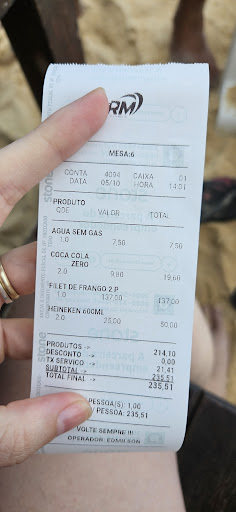 RM
MESA:6
CONTA 4094 CAIXA 01
DATA 05/10 HORA 14:01
PRODUTO
QDE VALOR TOTAL
AGUA SEM GAS
1.0 7,50 7,50
COCA COLA
ZERO
2.0 9,80 19,60
FILET DE FRANGO 2 P
1.0 137,00 137,00
HEINEKEN 600ML
2.0 25,00 50,00
PRODUTOS -> 214,10
DESCONTO -> 0,00
TX SERVICO -> 21,41
SUBTOTAL -> 235,51
TOTAL FINAL -> 235,51
PESSOA(S): 1,00
PESSOA: 235,51
VOLTE SEMPRE !!!
OPERADOR: EDMILSON
stone
stone
stone